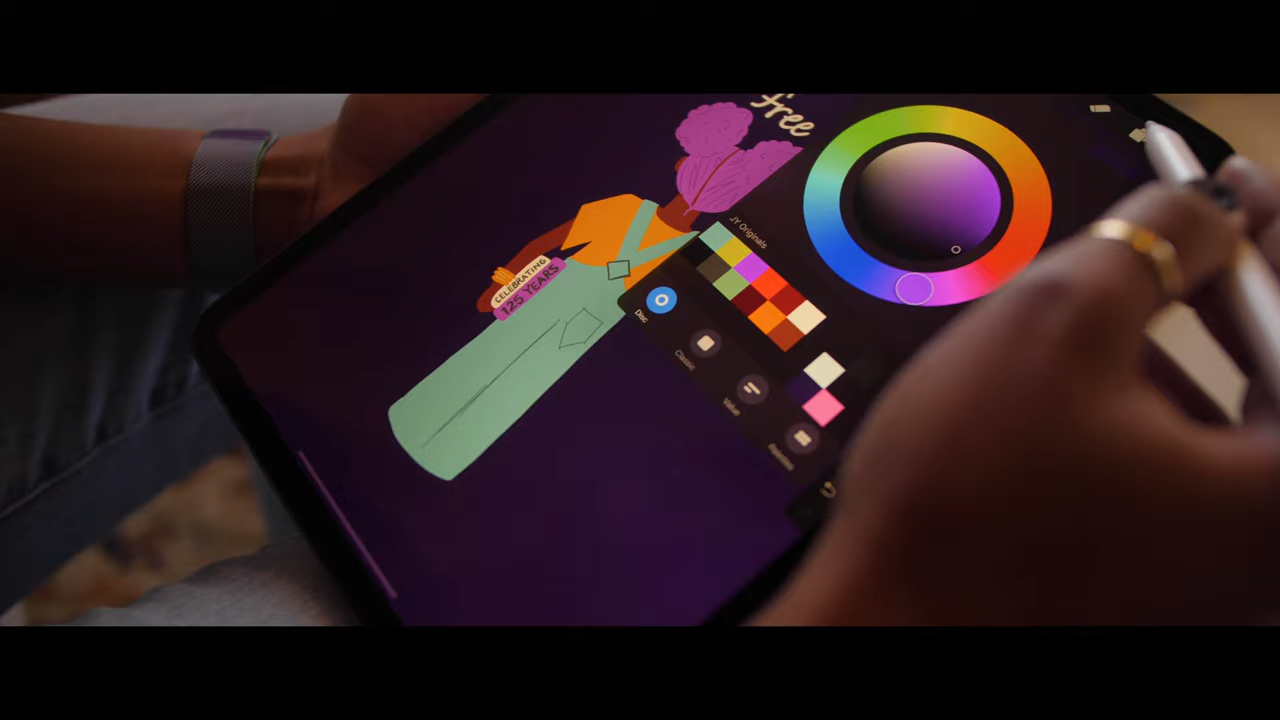 free
JY Originals
CELEBRATING
125 YEARS
Disc
Classic
Value
Palettes